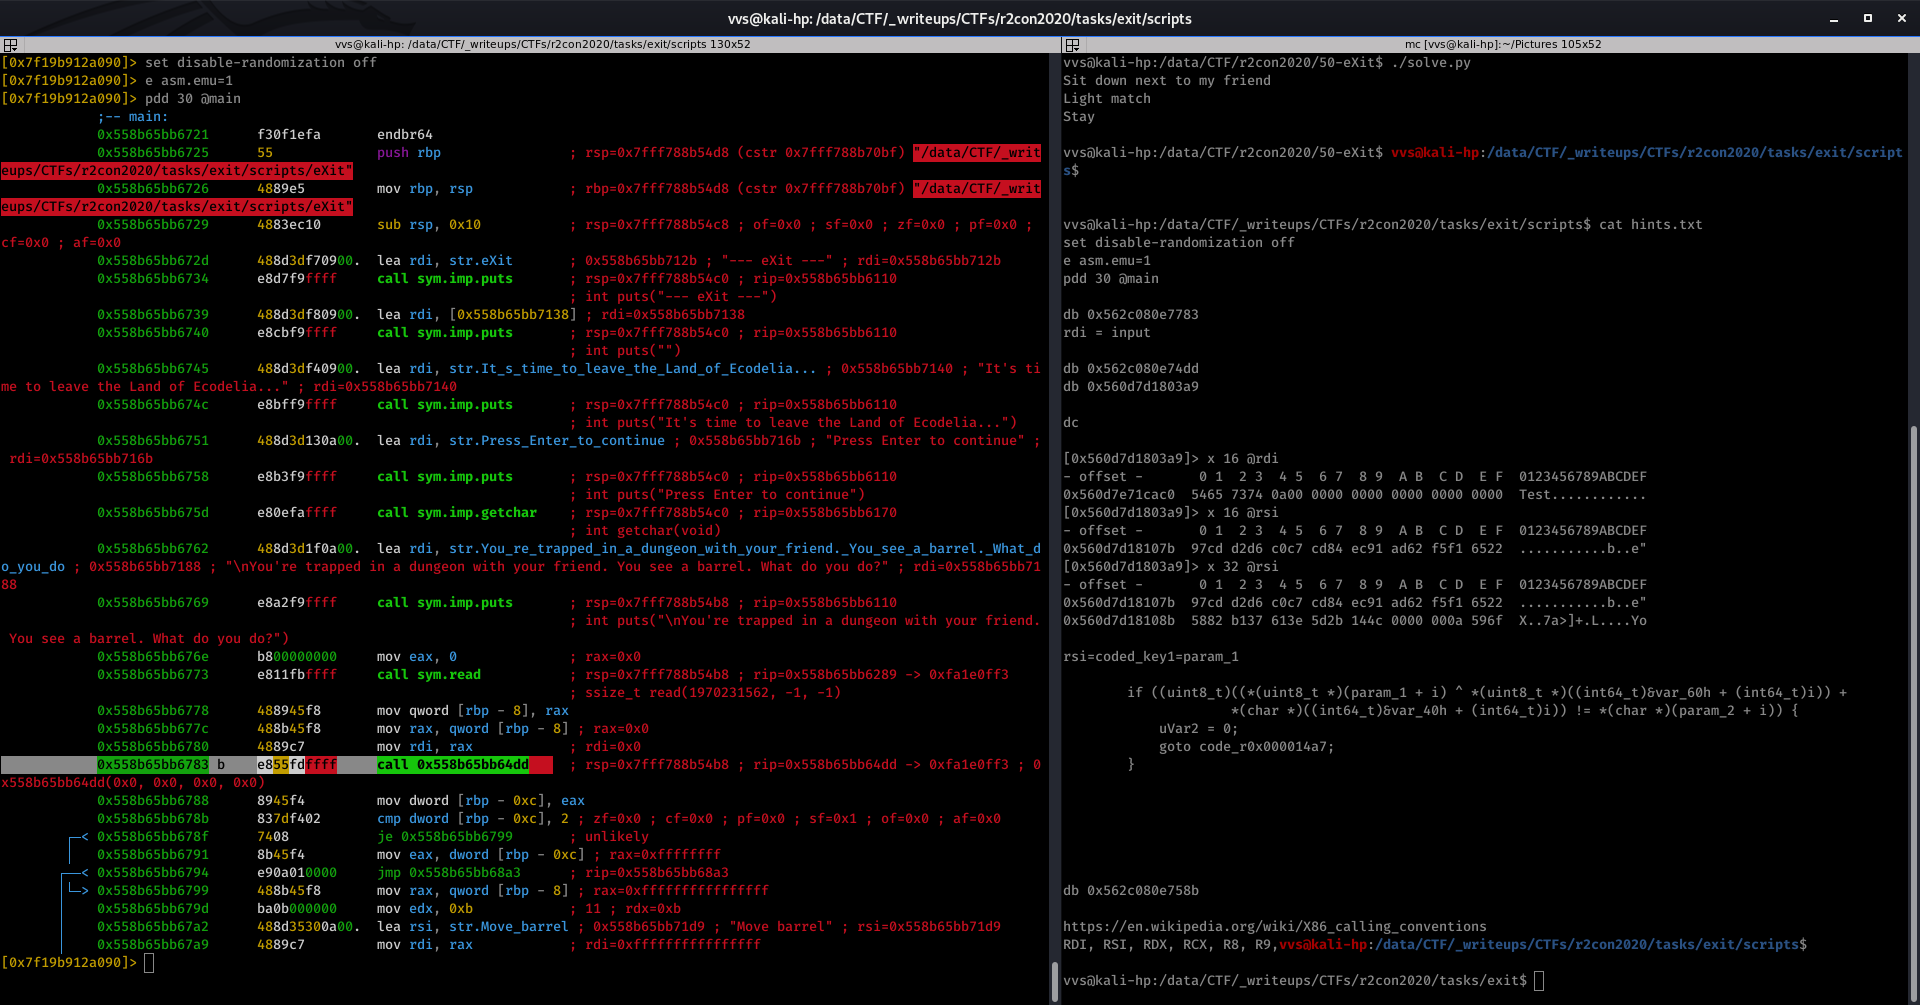 vvs@kali-hp: /data/CTF/_writeups/CTFs/r2con2020/tasks/exit/scripts
vvs@kali-hp: /data/CTF/_writeups/CTFs/r2con2020/tasks/exit/scripts 130x52
[0x7f19b912a090]> set disable-randomization off
[0x7f19b912a090]> e asm.emu=1
[0x7f19b912a090]> pdd 30 @main
;-- main:
0x558b65bb6721 f30f1efa endbr64
0x558b65bb6725 55 push rbp ; rsp=0x7fff788b54d8 (cstr 0x7fff788b70bf) "/data/CTF/_writ
eups/CTFs/r2con2020/tasks/exit/scripts/eXit"
0x558b65bb6726 4889e5 mov rbp, rsp ; rbp=0x7fff788b54d8 (cstr 0x7fff788b70bf) "/data/CTF/_writ
eups/CTFs/r2con2020/tasks/exit/scripts/eXit"
0x558b65bb6729 4883ec10 sub rsp, 0x10 ; rsp=0x7fff788b54c8 ; of=0x0 ; sf=0x0 ; zf=0x0 ; pf=0x0 ;
cf=0x0 ; af=0x0
0x558b65bb672d 488d3df70900. lea rdi, str.eXit ; 0x558b65bb712b ; "--- eXit ---" ; rdi=0x558b65bb712b
0x558b65bb6734 e8d7f9ffff call sym.imp.puts ; rsp=0x7fff788b54c0 ; rip=0x558b65bb6110
; int puts("--- eXit ---")
0x558b65bb6739 488d3df80900. lea rdi, [0x558b65bb7138] ; rdi=0x558b65bb7138
0x558b65bb6740 e8cbf9ffff call sym.imp.puts ; rsp=0x7fff788b54c0 ; rip=0x558b65bb6110
; int puts("")
0x558b65bb6745 488d3df40900. lea rdi, str.It_s_time_to_leave_the_Land_of_Ecodelia... ; 0x558b65bb7140 ; "It's ti
me to leave the Land of Ecodelia..." ; rdi=0x558b65bb7140
0x558b65bb674c e8bff9ffff call sym.imp.puts ; rsp=0x7fff788b54c0 ; rip=0x558b65bb6110
; int puts("It's time to leave the Land of Ecodelia...")
0x558b65bb6751 488d3d130a00. lea rdi, str.Press_Enter_to_continue ; 0x558b65bb716b ; "Press Enter to continue" ;
rdi=0x558b65bb716b
0x558b65bb6758 e8b3f9ffff call sym.imp.puts ; rsp=0x7fff788b54c0 ; rip=0x558b65bb6110
; int puts("Press Enter to continue")
0x558b65bb675d e80efaffff call sym.imp.getchar ; rsp=0x7fff788b54c0 ; rip=0x558b65bb6170
; int getchar(void)
0x558b65bb6762 488d3d1f0a00. lea rdi, str.You_re_trapped_in_a_dungeon_with_your_friend._You_see_a_barrel._What_d
o_you_do ; 0x558b65bb7188 ; "\nYou're trapped in a dungeon with your friend. You see a barrel. What do you do?" ; rdi=0x558b65bb71
88
0x558b65bb6769 e8a2f9ffff call sym.imp.puts ; rsp=0x7fff788b54b8 ; rip=0x558b65bb6110
; int puts("\nYou're trapped in a dungeon with your friend.
You see a barrel. What do you do?")
0x558b65bb676e b800000000 mov eax, 0 ; rax=0x0
0x558b65bb6773 e811fbffff call sym.read ; rsp=0x7fff788b54b8 ; rip=0x558b65bb6289 -> 0xfa1e0ff3
; ssize_t read(1970231562, -1, -1)
0x558b65bb6778 488945f8 mov qword [rbp - 8], rax
0x558b65bb677c 488b45f8 mov rax, qword [rbp - 8] ; rax=0x0
0x558b65bb6780 4889c7 mov rdi, rax ; rdi=0x0
0x558b65bb6783 b e855fdffff call 0x558b65bb64dd ; rsp=0x7fff788b54b8 ; rip=0x558b65bb64dd -> 0xfa1e0ff3 ; 0
x558b65bb64dd(0x0, 0x0, 0x0, 0x0)
0x558b65bb6788 8945f4 mov dword [rbp - 0xc], eax
0x558b65bb678b 837df402 cmp dword [rbp - 0xc], 2 ; zf=0x0 ; cf=0x0 ; pf=0x0 ; sf=0x1 ; of=0x0 ; af=0x0
< 0x558b65bb678f 7408 je 0x558b65bb6799 ; unlikely
0x558b65bb6791 8b45f4 mov eax, dword [rbp - 0xc] ; rax=0xffffffff
< 0x558b65bb6794 e90a010000 jmp 0x558b65bb68a3 ; rip=0x558b65bb68a3
> 0x558b65bb6799 488b45f8 mov rax, qword [rbp - 8] ; rax=0xffffffffffffffff
0x558b65bb679d ba0b000000 mov edx, 0xb ; 11 ; rdx=0xb
0x558b65bb67a2 488d35300a00. lea rsi, str.Move_barrel ; 0x558b65bb71d9 ; "Move barrel" ; rsi=0x558b65bb71d9
0x558b65bb67a9 4889c7 mov rdi, rax ; rdi=0xffffffffffffffff
[0x7f19b912a090]>
mc [vvs@kali-hp]:~/Pictures 105x52
vvs@kali-hp:/data/CTF/r2con2020/50-eXit$ ./solve.py
Sit down next to my friend
Light match
Stay
vvs@kali-hp:/data/CTF/r2con2020/50-eXit$ vvs@kali-hp:/data/CTF/_writeups/CTFs/r2con2020/tasks/exit/script
s$
vvs@kali-hp:/data/CTF/_writeups/CTFs/r2con2020/tasks/exit/scripts$ cat hints.txt
set disable-randomization off
e asm.emu=1
pdd 30 @main
db 0x562c080e7783
rdi = input
db 0x562c080e74dd
db 0x560d7d1803a9
dc
[0x560d7d1803a9]> x 16 @rdi
- offset - 0 1 2 3 4 5 6 7 8 9 A B C D E F 0123456789ABCDEF
0x560d7e71cac0 5465 7374 0a00 0000 0000 0000 0000 0000 Test............
[0x560d7d1803a9]> x 16 @rsi
- offset - 0 1 2 3 4 5 6 7 8 9 A B C D E F 0123456789ABCDEF
0x560d7d18107b 97cd d2d6 c0c7 cd84 ec91 ad62 f5f1 6522 ...........b..e"
[0x560d7d1803a9]> x 32 @rsi
- offset - 0 1 2 3 4 5 6 7 8 9 A B C D E F 0123456789ABCDEF
0x560d7d18107b 97cd d2d6 c0c7 cd84 ec91 ad62 f5f1 6522 ...........b..e"
0x560d7d18108b 5882 b137 613e 5d2b 144c 0000 000a 596f X..7a>]+.L....Yo
rsi=coded_key1=param_1
if ((uint8_t)((*(uint8_t *)(param_1 + i) ^ *(uint8_t *)((int64_t)&var_60h + (int64_t)i)) +
*(char *)((int64_t)&var_40h + (int64_t)i)) != *(char *)(param_2 + i)) {
uVar2 = 0;
goto code_r0x000014a7;
}
db 0x562c080e758b
https://en.wikipedia.org/wiki/X86_calling_conventions
RDI, RSI, RDX, RCX, R8, R9,vvs@kali-hp:/data/CTF/_writeups/CTFs/r2con2020/tasks/exit/scripts$
vvs@kali-hp:/data/CTF/_writeups/CTFs/r2con2020/tasks/exit$